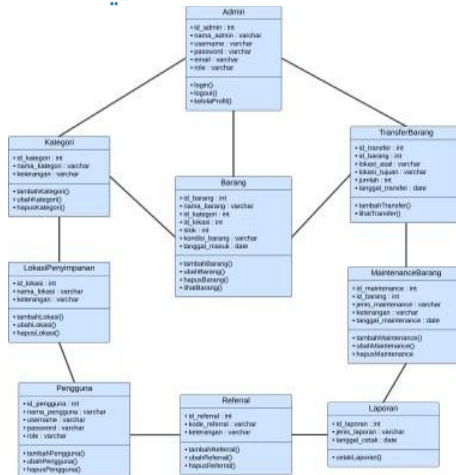 Admin
• id_admin : int
• nama_admin : varchar
• username : varchar
• password : varchar
• email : varchar
• role : varchar
• login()
• logout()
• kelolaProfil()
Kategori
• id_kategori : int
• nama_kategori : varchar
• keterangan : varchar
• tambahKategori()
• ubahKategori()
• hapusKategori()
TransferBarang
• id_transfer : int
• id_barang : int
• lokasi_asal : varchar
• lokasi_tujuan : varchar
• jumlah : int
• tanggal_transfer : date
• tambahTransfer()
• lihatTransfer()
Barang
• id_barang : int
• nama_barang : varchar
• id_kategori : int
• id_lokasi : int
• stok : int
• kondisi_barang : varchar
• tanggal_masuk : date
• tambahBarang()
• ubahBarang()
• hapusBarang()
• lihatBarang()
LokasiPenyimpanan
• id_lokasi : int
• nama_lokasi : varchar
• keterangan : varchar
• tambahLokasi()
• ubahLokasi()
• hapusLokasi()
MaintenanceBarang
• id_maintenance : int
• id_barang : int
• jenis_maintenance : varchar
• keterangan : varchar
• tanggal_maintenance : date
• tambahMaintenance()
• ubahMaintenance()
• hapusMaintenance
Pengguna
• id_pengguna : int
• nama_pengguna : varchar
• username : varchar
• password : varchar
• role : varchar
• tambahPengguna()
• ubahPengguna()
• hapusPengguna()
Referral
• id_referral : int
• kode_referral : varchar
• keterangan : varchar
• tambahReferral()
• ubahReferral()
• hapusReferral()
Laporan
• id_laporan : int
• jenis_laporan : varchar
• tanggal_cetak : date
• cetakLaporan()